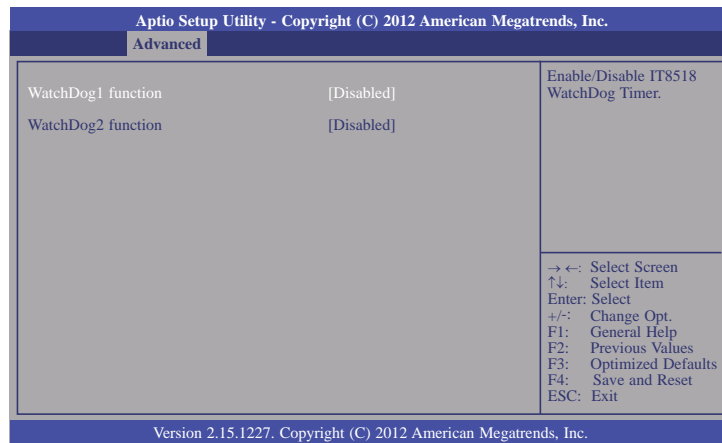 Aptio Setup Utility - Copyright (C) 2012 American Megatrends, Inc.
Advanced
WatchDog1 function [Disabled]
WatchDog2 function [Disabled]
Enable/Disable IT8518
WatchDog Timer.
→ ←: Select Screen
↑↓: Select Item
Enter: Select
+/-: Change Opt.
F1: General Help
F2: Previous Values
F3: Optimized Defaults
F4: Save and Reset
ESC: Exit
Version 2.15.1227. Copyright (C) 2012 American Megatrends, Inc.